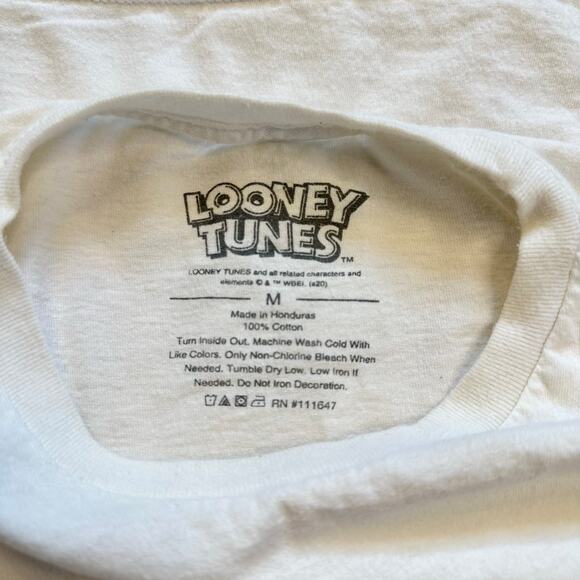 LOONEY
TUNES™
LOONEY TUNES and all related characters and
elements © & ™ WBEI. (s20)
M
Made in Honduras
100% Cotton
Turn Inside Out. Machine Wash Cold With
Like Colors. Only Non-Chlorine Bleach When
Needed. Tumble Dry Low. Low Iron If
Needed. Do Not Iron Decoration.
RN #111647